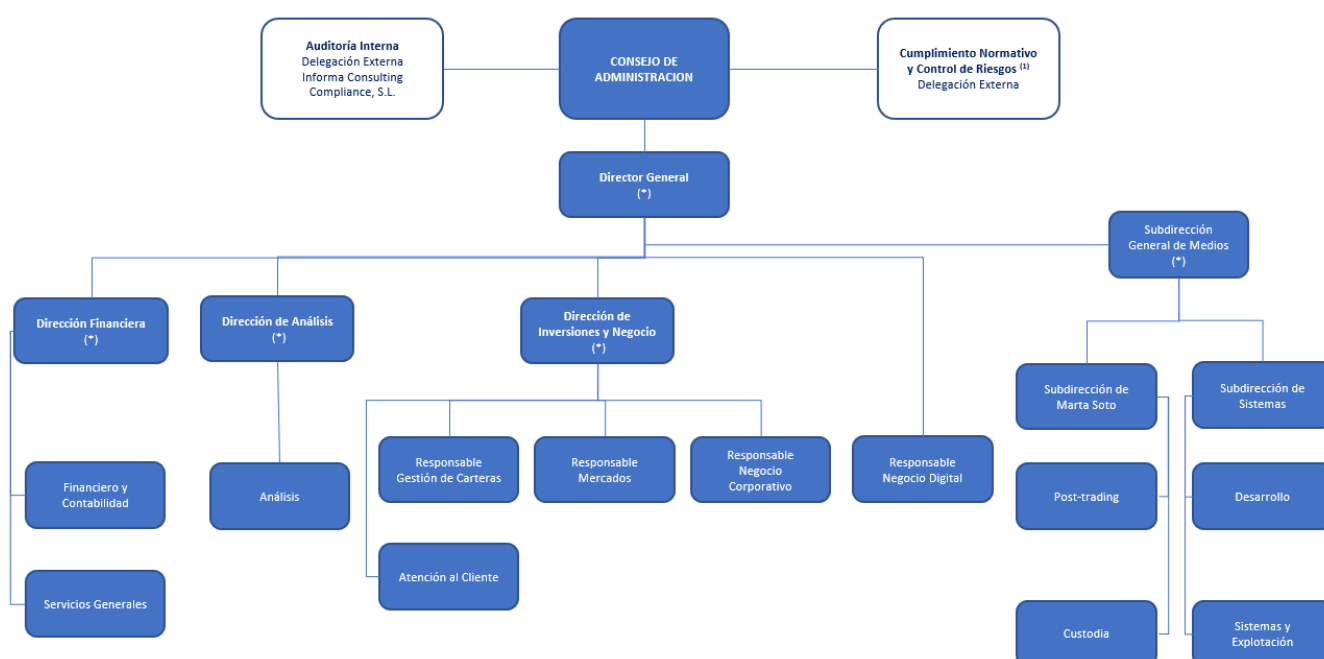 Auditoría Interna
Delegación Externa
Informa Consulting
Compliance, S.L.
CONSEJO DE
ADMINISTRACION
Cumplimiento Normativo
y Control de Riesgos (1)
Delegación Externa
Director General
(*)
Subdirección
General de Medios
(*)
Dirección Financiera
(*)
Dirección de Análisis
(*)
Dirección de
Inversiones y Negocio
(*)
Subdirección de
Marta Soto
Subdirección de
Sistemas
Financiero y
Contabilidad
Análisis
Responsable
Gestión de Carteras
Responsable
Mercados
Responsable
Negocio
Corporativo
Responsable
Negocio Digital
Post-trading
Desarrollo
Servicios Generales
Atención al Cliente
Custodia
Sistemas y
Explotación